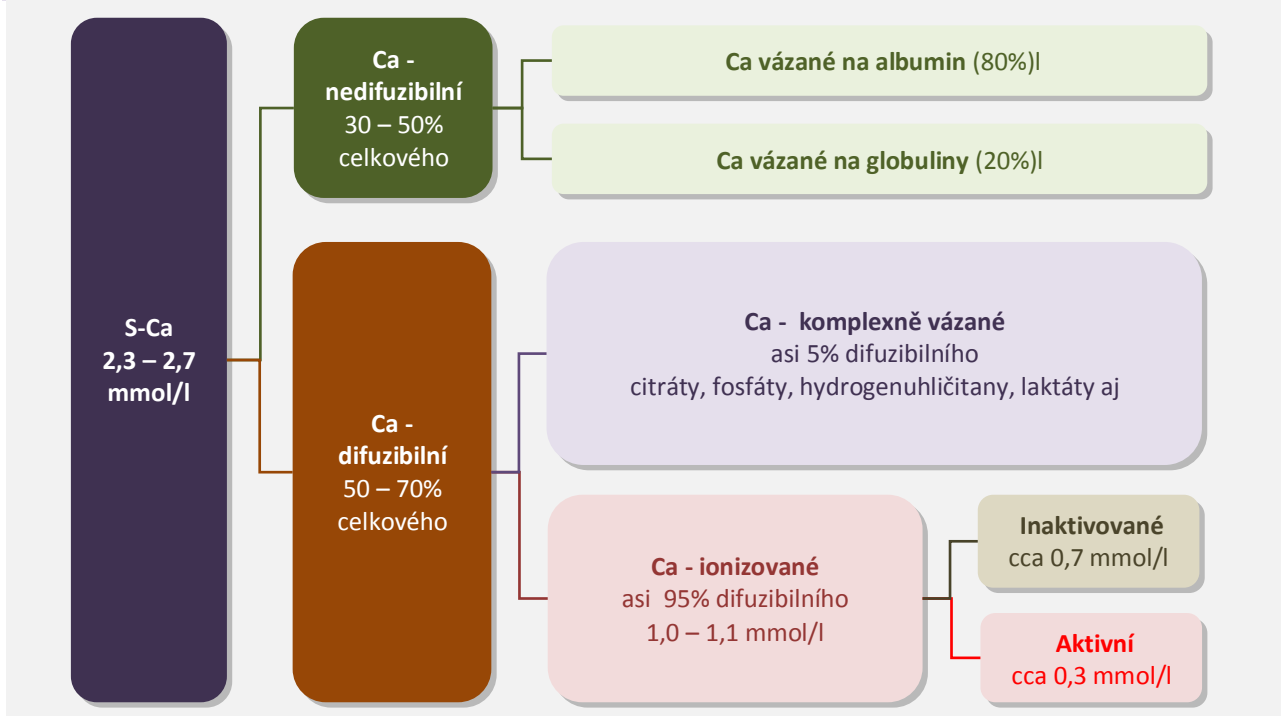 S-Ca
2,3 – 2,7
mmol/l
Ca -
nedifuzibilní
30 – 50%
celkového
Ca vázané na albumin (80%)l
Ca vázané na globuliny (20%)l
Ca -
difuzibilní
50 – 70%
celkového
Ca -  komplexně vázané
asi 5% difuzibilního
citráty, fosfáty, hydrogenuhličitany, laktáty aj
Ca - ionizované
asi  95% difuzibilního
1,0 – 1,1 mmol/l
Inaktivované
cca 0,7 mmol/l
Aktivní
cca 0,3 mmol/l